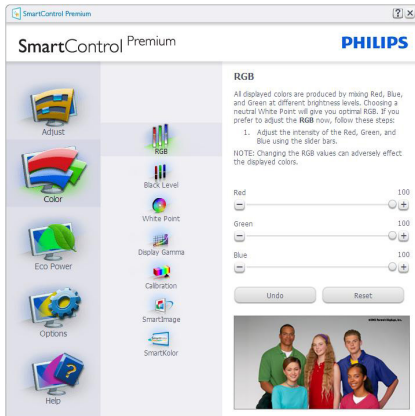 SmartControl Premium
SmartControl Premium
PHILIPS
Adjust
Color
Eco Power
Options
Help
RGB
Black Level
White Point
Display Gamma
Calibration
SmartImage
SmartKolor
RGB
All displayed colors are produced by mixing Red, Blue,
and Green at different brightness levels. Choosing a
neutral White Point will give you optimal RGB. If you
prefer to adjust the RGB now, follow these steps:
1. Adjust the intensity of the Red, Green, and
Blue using the slider bars.
NOTE: Changing the RGB values can adversely effect
the displayed colors.
Red 100
Green 100
Blue 100
Undo Reset